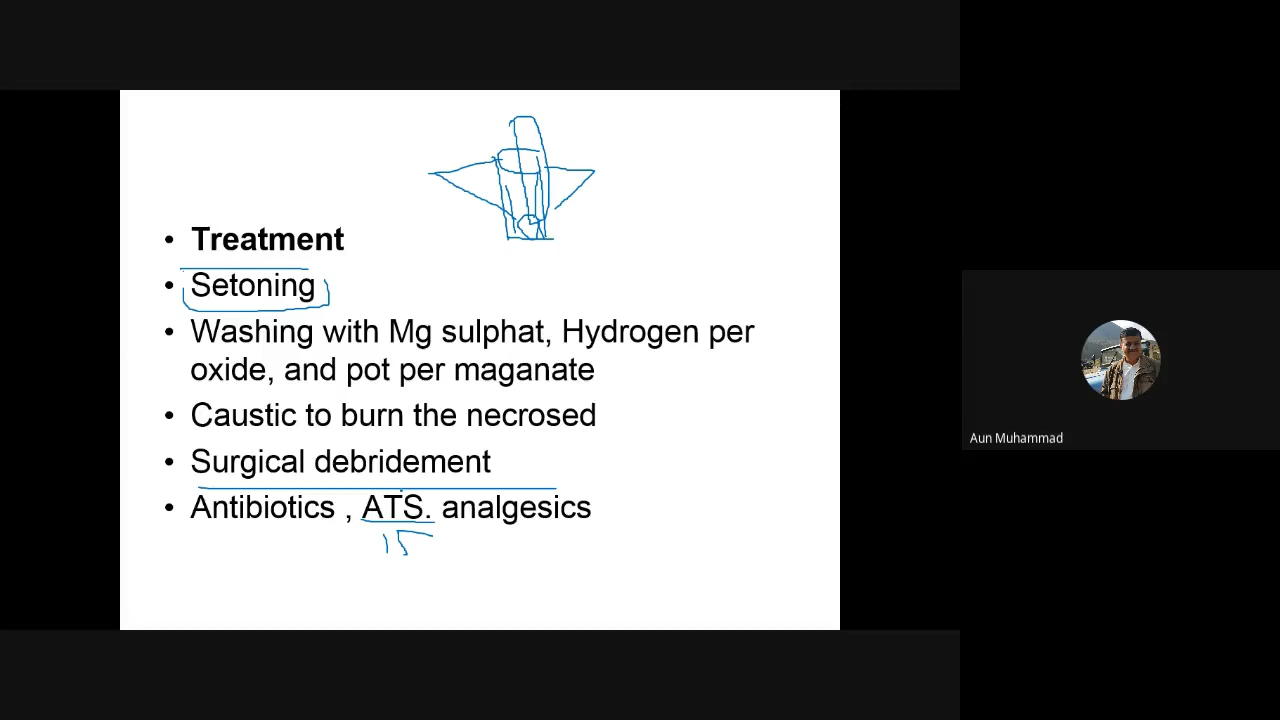 • Treatment
• Setoning
• Washing with Mg sulphat, Hydrogen per
oxide, and pot per maganate
• Caustic to burn the necrosed
• Surgical debridement
• Antibiotics , ATS. analgesics
15
Aun Muhammad